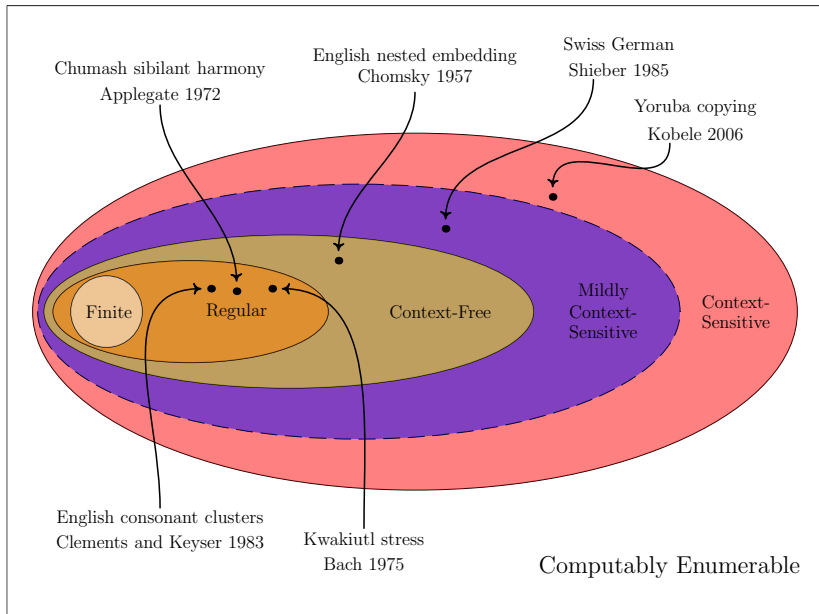 Swiss German
Shieber 1985
English nested embedding
Chomsky 1957
Chumash sibilant harmony
Applegate 1972
Yoruba copying
Kobele 2006
Finite
Regular
Context-Free
Mildly
Context-
Sensitive
Context-
Sensitive
English consonant clusters
Clements and Keyser 1983
Kwakiutl stress
Bach 1975
Computably Enumerable